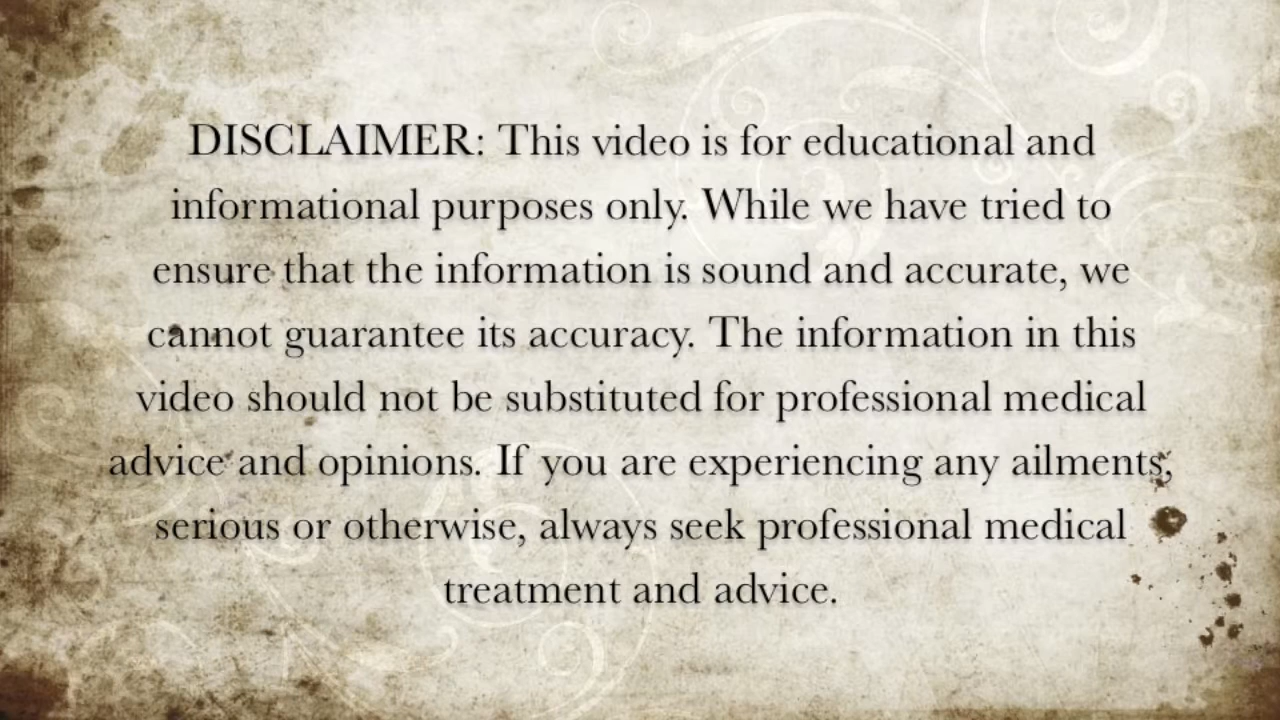 DISCLAIMER: This video is for educational and
informational purposes only. While we have tried to
ensure that the information is sound and accurate, we
cannot guarantee its accuracy. The information in this
video should not be substituted for professional medical
advice and opinions. If you are experiencing any ailments,
serious or otherwise, always seek professional medical
treatment and advice.